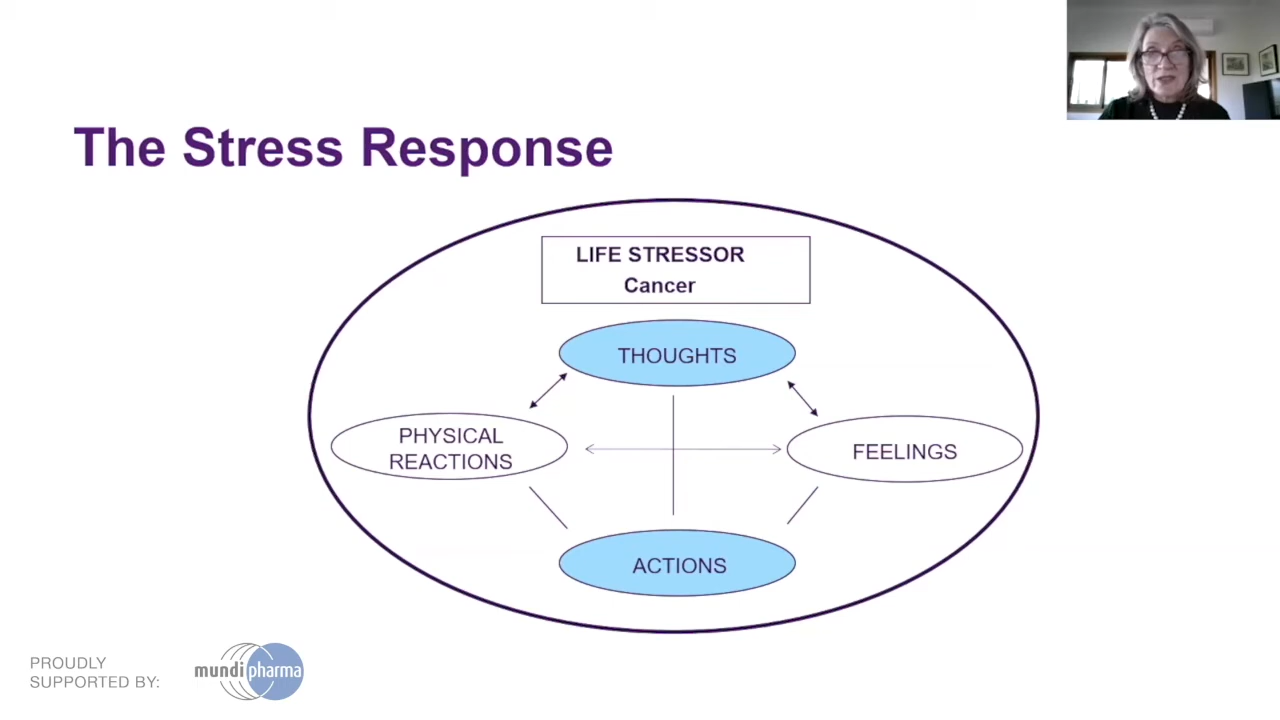 The Stress Response
LIFE STRESSOR
Cancer
THOUGHTS
PHYSICAL
REACTIONS
FEELINGS
ACTIONS
PROUDLY
SUPPORTED BY:
mundipharma